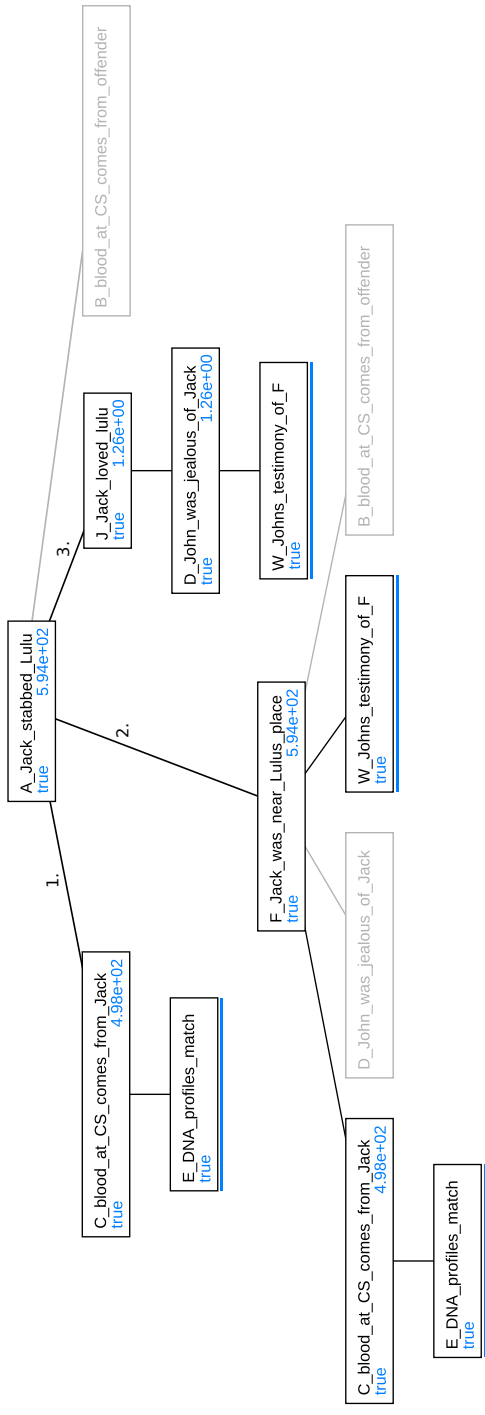 A_Jack_stabbed_Lulu
true 5.94e+02
1.
2.
3.
C_blood_at_CS_comes_from_Jack
true 4.98e+02
J_Jack_loved_lulu
true 1.26e+00
B_blood_at_CS_comes_from_offender
E_DNA_profiles_match
true
D_John_was_jealous_of_Jack
true 1.26e+00
F_Jack_was_near_Lulus_place
true 5.94e+02
W_Johns_testimony_of_F
true
C_blood_at_CS_comes_from_Jack
true 4.98e+02
D_John_was_jealous_of_Jack
W_Johns_testimony_of_F
true
B_blood_at_CS_comes_from_offender
E_DNA_profiles_match
true